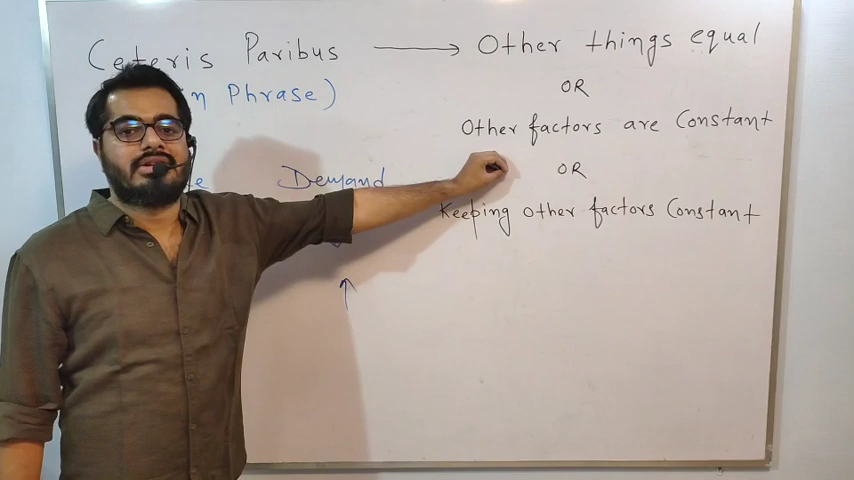 Ceteris Paribus → Other things equal
n Phrase)
OR
Other factors are Constant
OR
e Demand
Keeping other factors Constant
↑